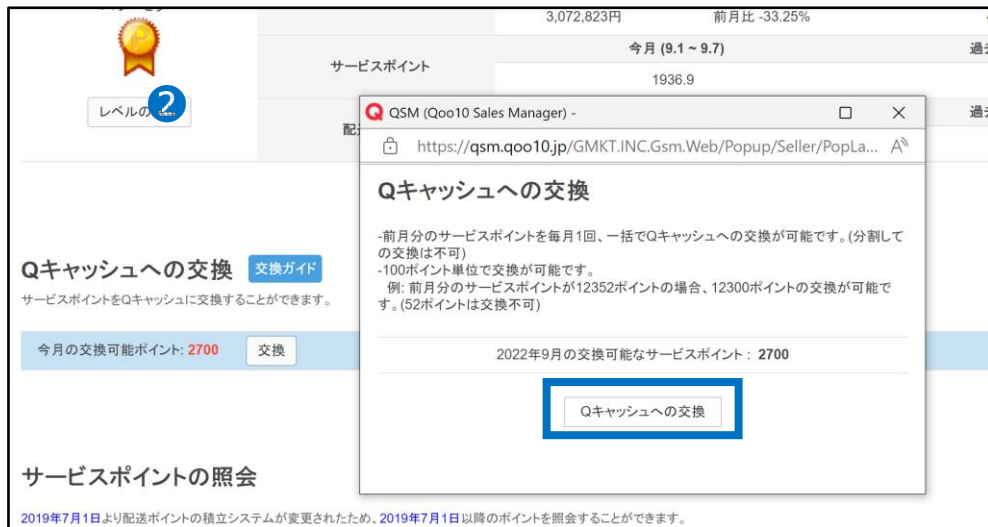 3,072,823円 前月比 -33.25%
今月 (9.1 ~ 9.7)
サービスポイント
1936.9
レベルの
2
QSM (Qoo10 Sales Manager) -
https://qsm.qoo10.jp/GMKT.INC.Gsm.Web/Popup/Seller/PopLa...
Qキャッシュへの交換
-前月分のサービスポイントを毎月1回、一括でQキャッシュへの交換が可能です。(分割して
の交換は不可)
-100ポイント単位で交換が可能です。
例: 前月分のサービスポイントが12352ポイントの場合、12300ポイントの交換が可能で
す。(52ポイントは交換不可)
2022年9月の交換可能なサービスポイント : 2700
Qキャッシュへの交換
Qキャッシュへの交換 交換ガイド
サービスポイントをQキャッシュに交換することができます。
今月の交換可能ポイント: 2700 交換
サービスポイントの照会
2019年7月1日より配送ポイントの積立システムが変更されたため、2019年7月1日以降のポイントを照会することができます。